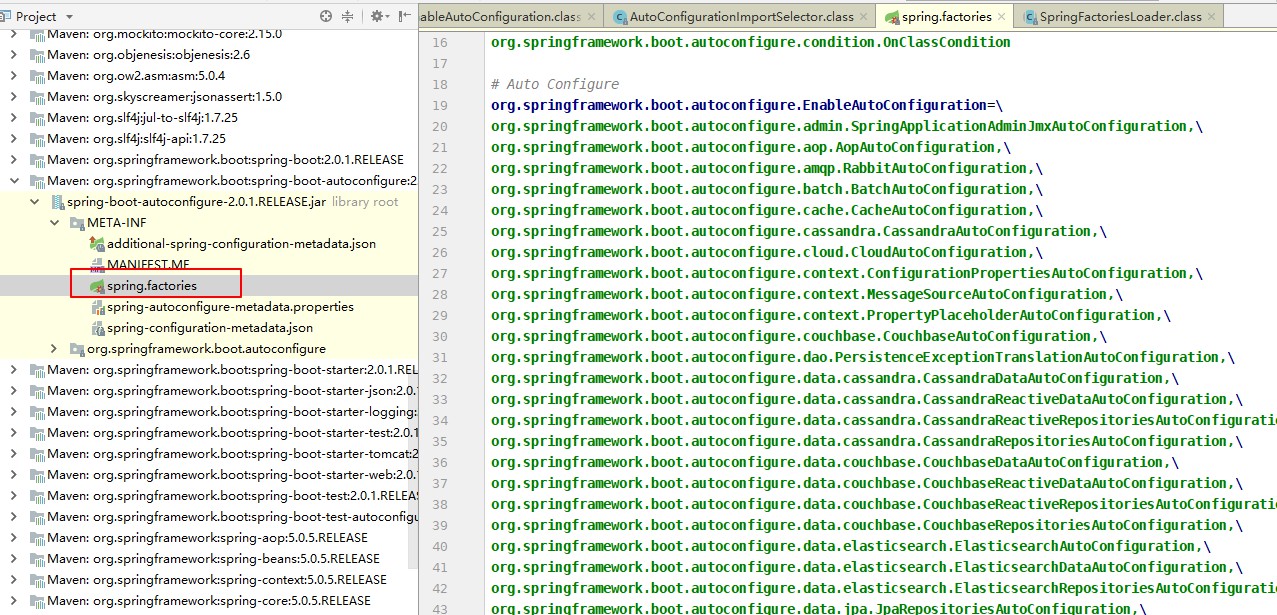 Project
Maven: org.mockito:mockito-core:2.15.0
Maven: org.objenesis:objenesis:2.6
Maven: org.ow2.asm:asm:5.0.4
Maven: org.skyscreamer:jsonassert:1.5.0
Maven: org.slf4j:jul-to-slf4j:1.7.25
Maven: org.slf4j:slf4j-api:1.7.25
Maven: org.springframework.boot:spring-boot:2.0.1.RELEASE
Maven: org.springframework.boot:spring-boot-autoconfigure:2
spring-boot-autoconfigure-2.0.1.RELEASE.jar library root
META-INF
additional-spring-configuration-metadata.json
MANIFEST.MF
spring.factories
spring-autoconfigure-metadata.properties
spring-configuration-metadata.json
org.springframework.boot.autoconfigure
Maven: org.springframework.boot:spring-boot-starter:2.0.1.REL
Maven: org.springframework.boot:spring-boot-starter-json:2.0.
Maven: org.springframework.boot:spring-boot-starter-logging:
Maven: org.springframework.boot:spring-boot-starter-test:2.0.1
Maven: org.springframework.boot:spring-boot-starter-tomcat:2
Maven: org.springframework.boot:spring-boot-starter-web:2.0.
Maven: org.springframework.boot:spring-boot-test:2.0.1.RELEA
Maven: org.springframework.boot:spring-boot-test-autoconfigu
Maven: org.springframework:spring-aop:5.0.5.RELEASE
Maven: org.springframework:spring-beans:5.0.5.RELEASE
Maven: org.springframework:spring-context:5.0.5.RELEASE
Maven: org.springframework:spring-core:5.0.5.RELEASE
ableAutoConfiguration.class AutoConfigurationImportSelector.class spring.factories SpringFactoriesLoader.class
16 org.springframework.boot.autoconfigure.condition.OnClassCondition
17
18 # Auto Configure
19 org.springframework.boot.autoconfigure.EnableAutoConfiguration=\
20 org.springframework.boot.autoconfigure.admin.SpringApplicationAdminJmxAutoConfiguration,\
21 org.springframework.boot.autoconfigure.aop.AopAutoConfiguration,\
22 org.springframework.boot.autoconfigure.amqp.RabbitAutoConfiguration,\
23 org.springframework.boot.autoconfigure.batch.BatchAutoConfiguration,\
24 org.springframework.boot.autoconfigure.cache.CacheAutoConfiguration,\
25 org.springframework.boot.autoconfigure.cassandra.CassandraAutoConfiguration,\
26 org.springframework.boot.autoconfigure.cloud.CloudAutoConfiguration,\
27 org.springframework.boot.autoconfigure.context.ConfigurationPropertiesAutoConfiguration,\
28 org.springframework.boot.autoconfigure.context.MessageSourceAutoConfiguration,\
29 org.springframework.boot.autoconfigure.context.PropertyPlaceholderAutoConfiguration,\
30 org.springframework.boot.autoconfigure.couchbase.CouchbaseAutoConfiguration,\
31 org.springframework.boot.autoconfigure.dao.PersistenceExceptionTranslationAutoConfiguration,\
32 org.springframework.boot.autoconfigure.data.cassandra.CassandraDataAutoConfiguration,\
33 org.springframework.boot.autoconfigure.data.cassandra.CassandraReactiveDataAutoConfiguration,\
34 org.springframework.boot.autoconfigure.data.cassandra.CassandraReactiveRepositoriesAutoConfiguratio
35 org.springframework.boot.autoconfigure.data.cassandra.CassandraRepositoriesAutoConfiguration,\
36 org.springframework.boot.autoconfigure.data.couchbase.CouchbaseDataAutoConfiguration,\
37 org.springframework.boot.autoconfigure.data.couchbase.CouchbaseReactiveDataAutoConfiguration,\
38 org.springframework.boot.autoconfigure.data.couchbase.CouchbaseReactiveRepositoriesAutoConfiguratio
39 org.springframework.boot.autoconfigure.data.couchbase.CouchbaseRepositoriesAutoConfiguration,\
40 org.springframework.boot.autoconfigure.data.elasticsearch.ElasticsearchAutoConfiguration,\
41 org.springframework.boot.autoconfigure.data.elasticsearch.ElasticsearchDataAutoConfiguration,\
42 org.springframework.boot.autoconfigure.data.elasticsearch.ElasticsearchRepositoriesAutoConfiguratio
43 org.springframework.boot.autoconfigure.data.jpa.JpaRepositoriesAutoConfiguration,\